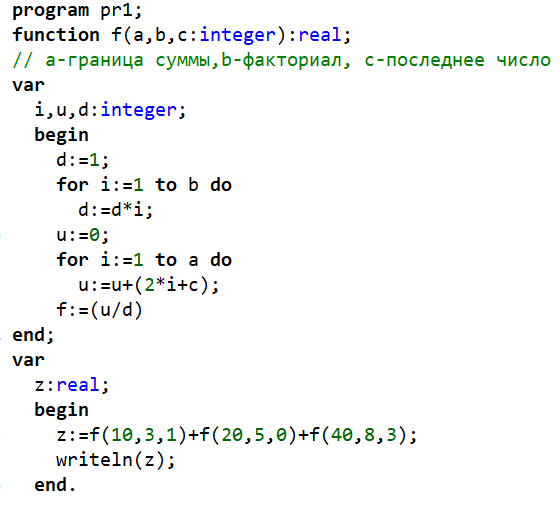 program pr1;
function f(a,b,c:integer):real;
// a-граница суммы,b-факториал, c-последнее число
var
i,u,d:integer;
begin
d:=1;
for i:=1 to b do
d:=d*i;
u:=0;
for i:=1 to a do
u:=u+(2*i+c);
f:=(u/d)
end;
var
z:real;
begin
z:=f(10,3,1)+f(20,5,0)+f(40,8,3);
writeln(z);
end.